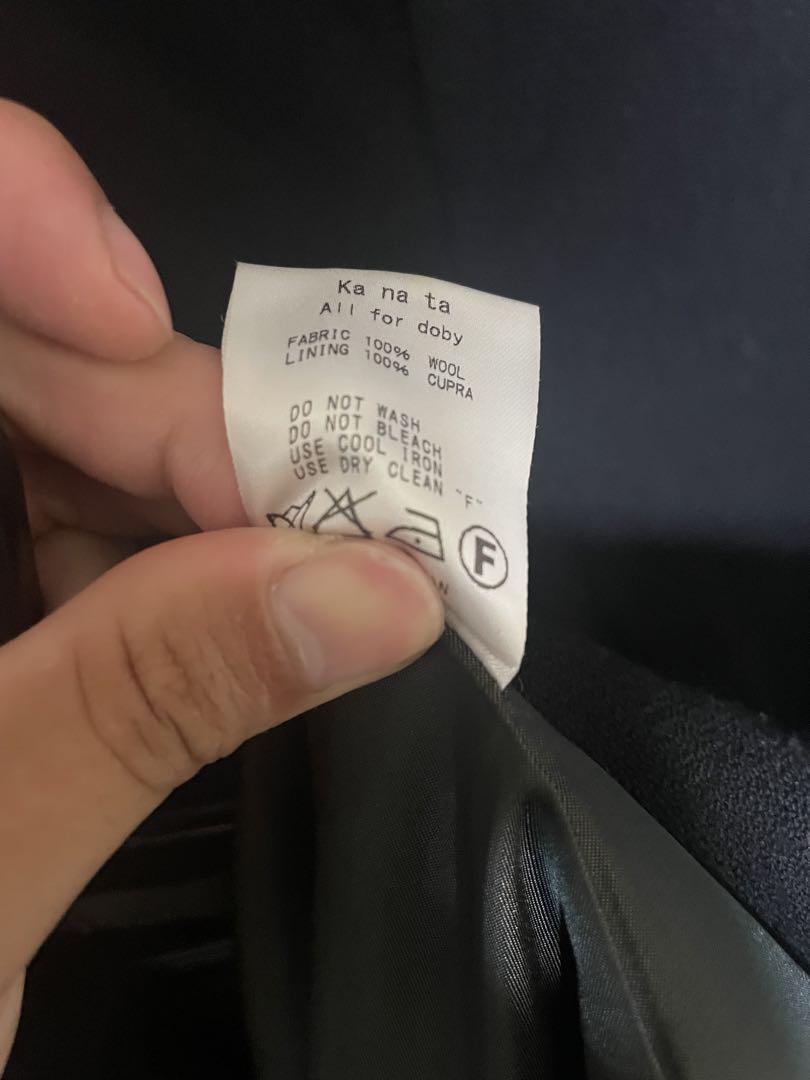 Ka na ta
All for doby
FABRIC 100% WOOL
LINING 100% CUPRA
DO NOT WASH
DO NOT BLEACH
USE COOL IRON
USE DRY CLEAN "F"
F